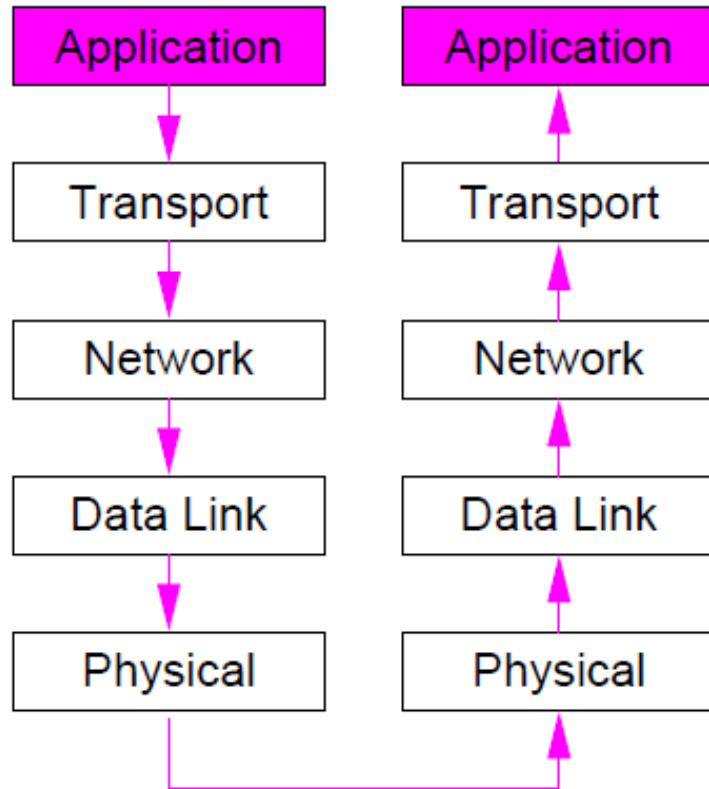 Application
Transport
Network
Data Link
Physical
Application
Transport
Network
Data Link
Physical